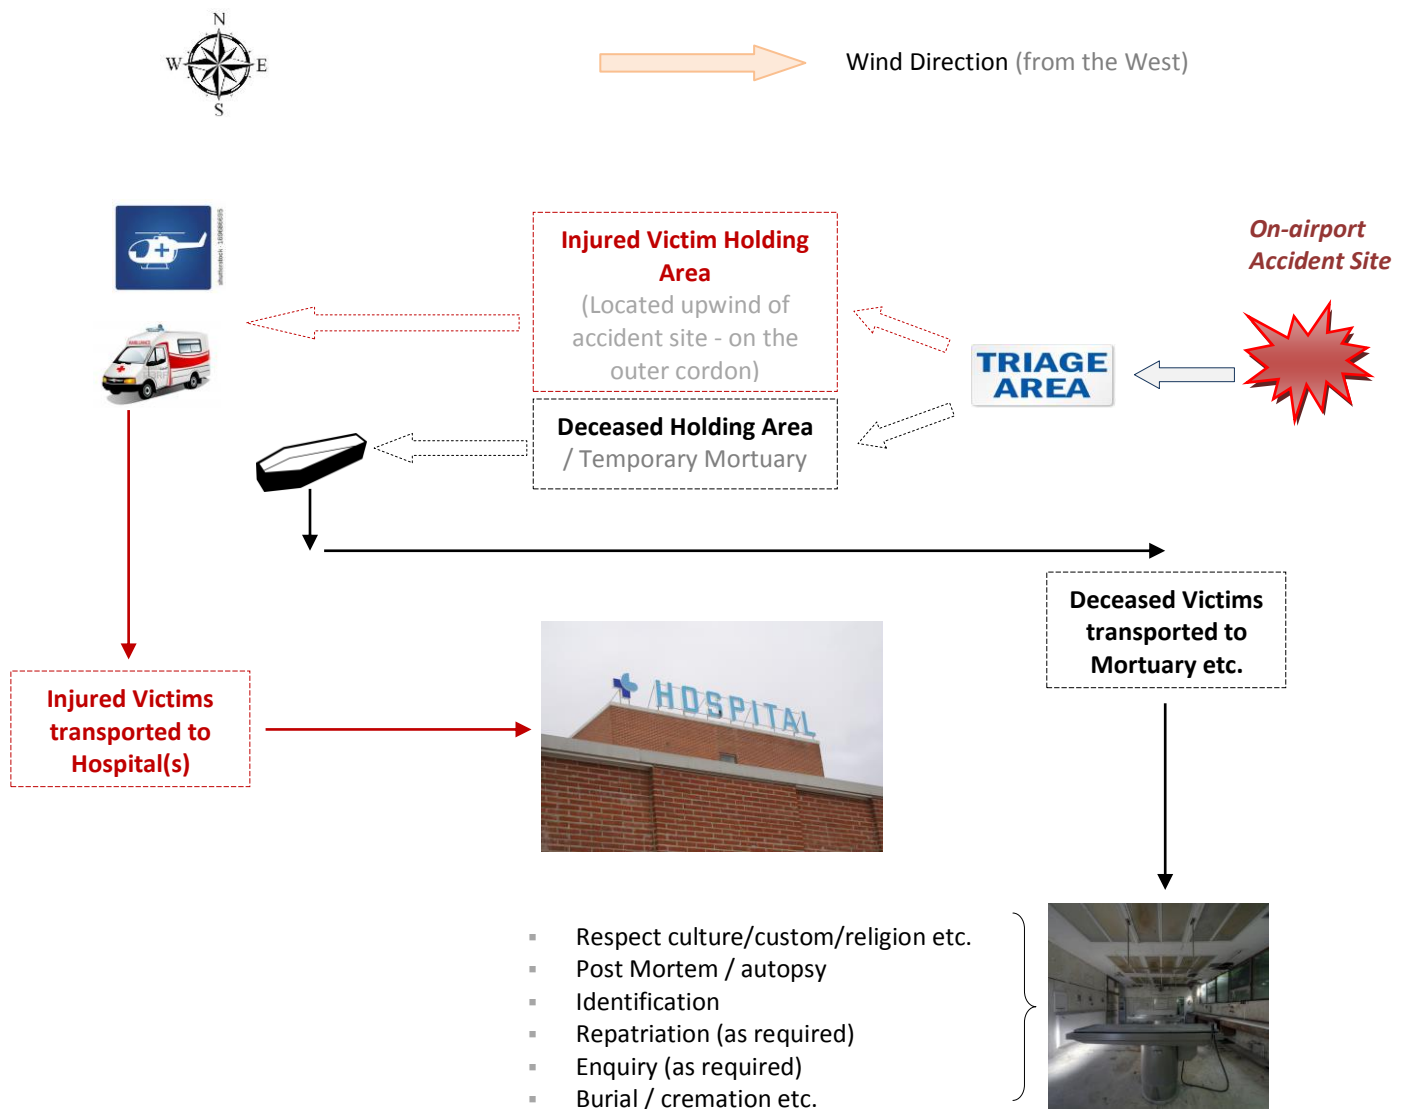 N
W
E
S
Wind Direction (from the West)
shutterstock · 169686695
On-airport
Accident Site
Injured Victim Holding
Area
(Located upwind of
accident site - on the
outer cordon)
TRIAGE
AREA
AMBULANCE
Deceased Holding Area
/ Temporary Mortuary
Deceased Victims
transported to
Mortuary etc.
Injured Victims
transported to
Hospital(s)
HOSPITAL
▪ Respect culture/custom/religion etc.
▪ Post Mortem / autopsy
▪ Identification
▪ Repatriation (as required)
▪ Enquiry (as required)
▪ Burial / cremation etc.